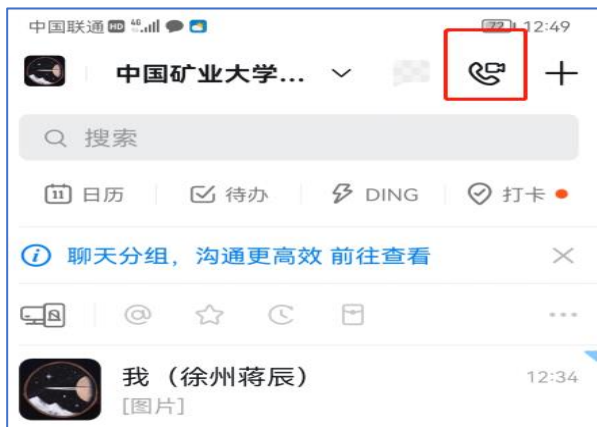 中国联通 HD 4G 72 12:49
中国矿业大学...
搜索
11 日历 待办 DING 打卡
聊天分组，沟通更高效 前往查看
@
我（徐州蒋辰） 12:34
[图片]